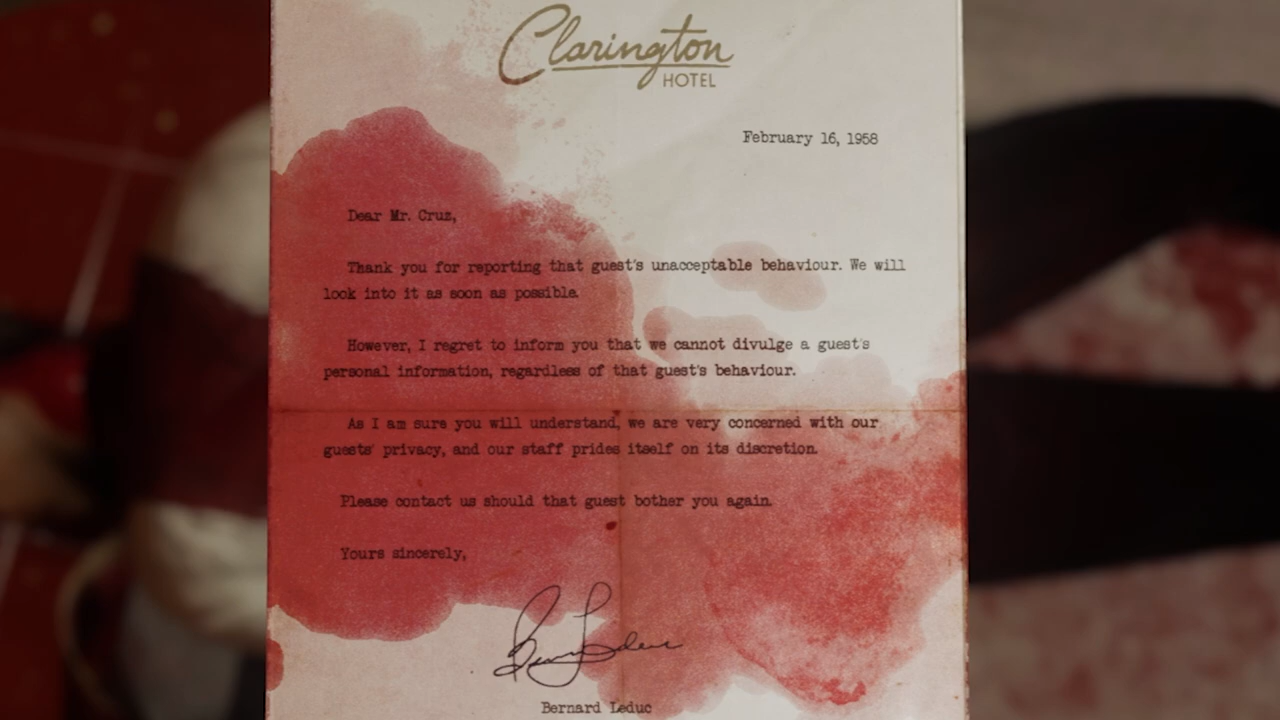 Clarington
HOTEL
February 16, 1958
Dear Mr. Cruz,
Thank you for reporting that guest's unacceptable behaviour. We will
look into it as soon as possible.
However, I regret to inform you that we cannot divulge a guest's
personal information, regardless of that guest's behaviour.
As I am sure you will understand, we are very concerned with our
guests' privacy, and our staff prides itself on its discretion.
Please contact us should that guest bother you again.
Yours sincerely,
Bernard Leduc